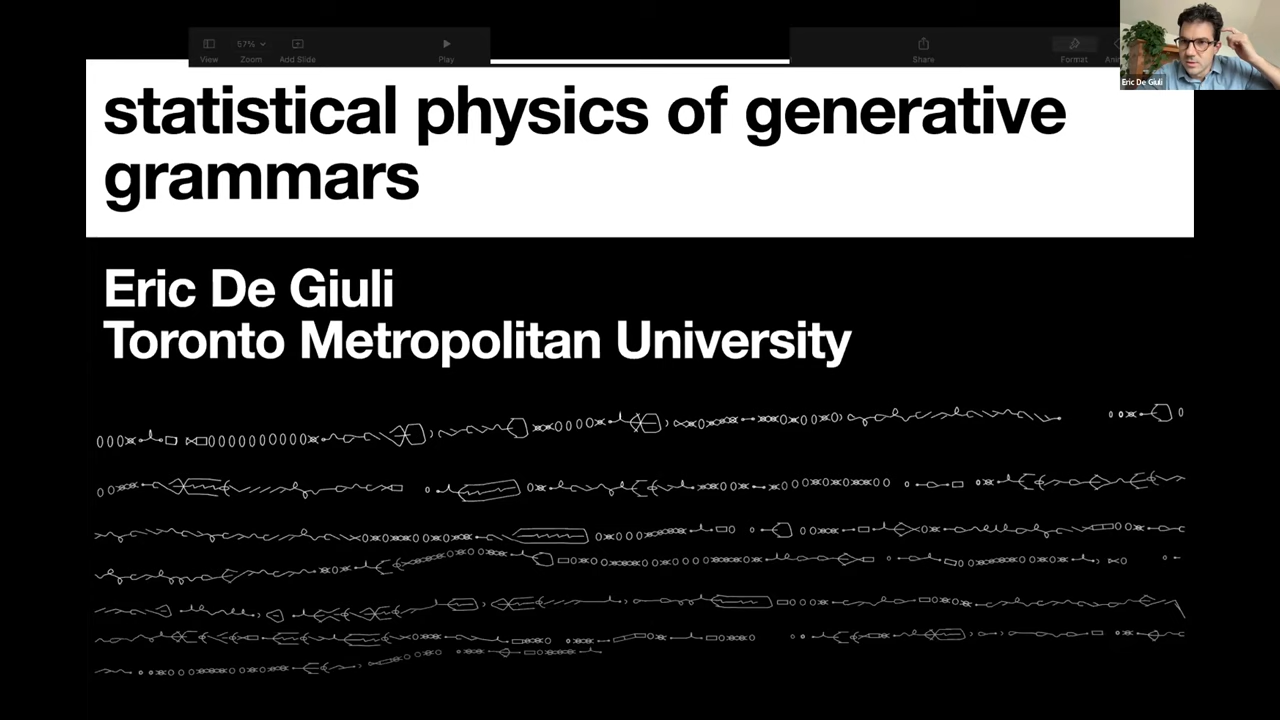 57%
View
Zoom
Add Slide
Play
Share
Format
Eric De Giuli
statistical physics of generative
grammars
Eric De Giuli
Toronto Metropolitan University